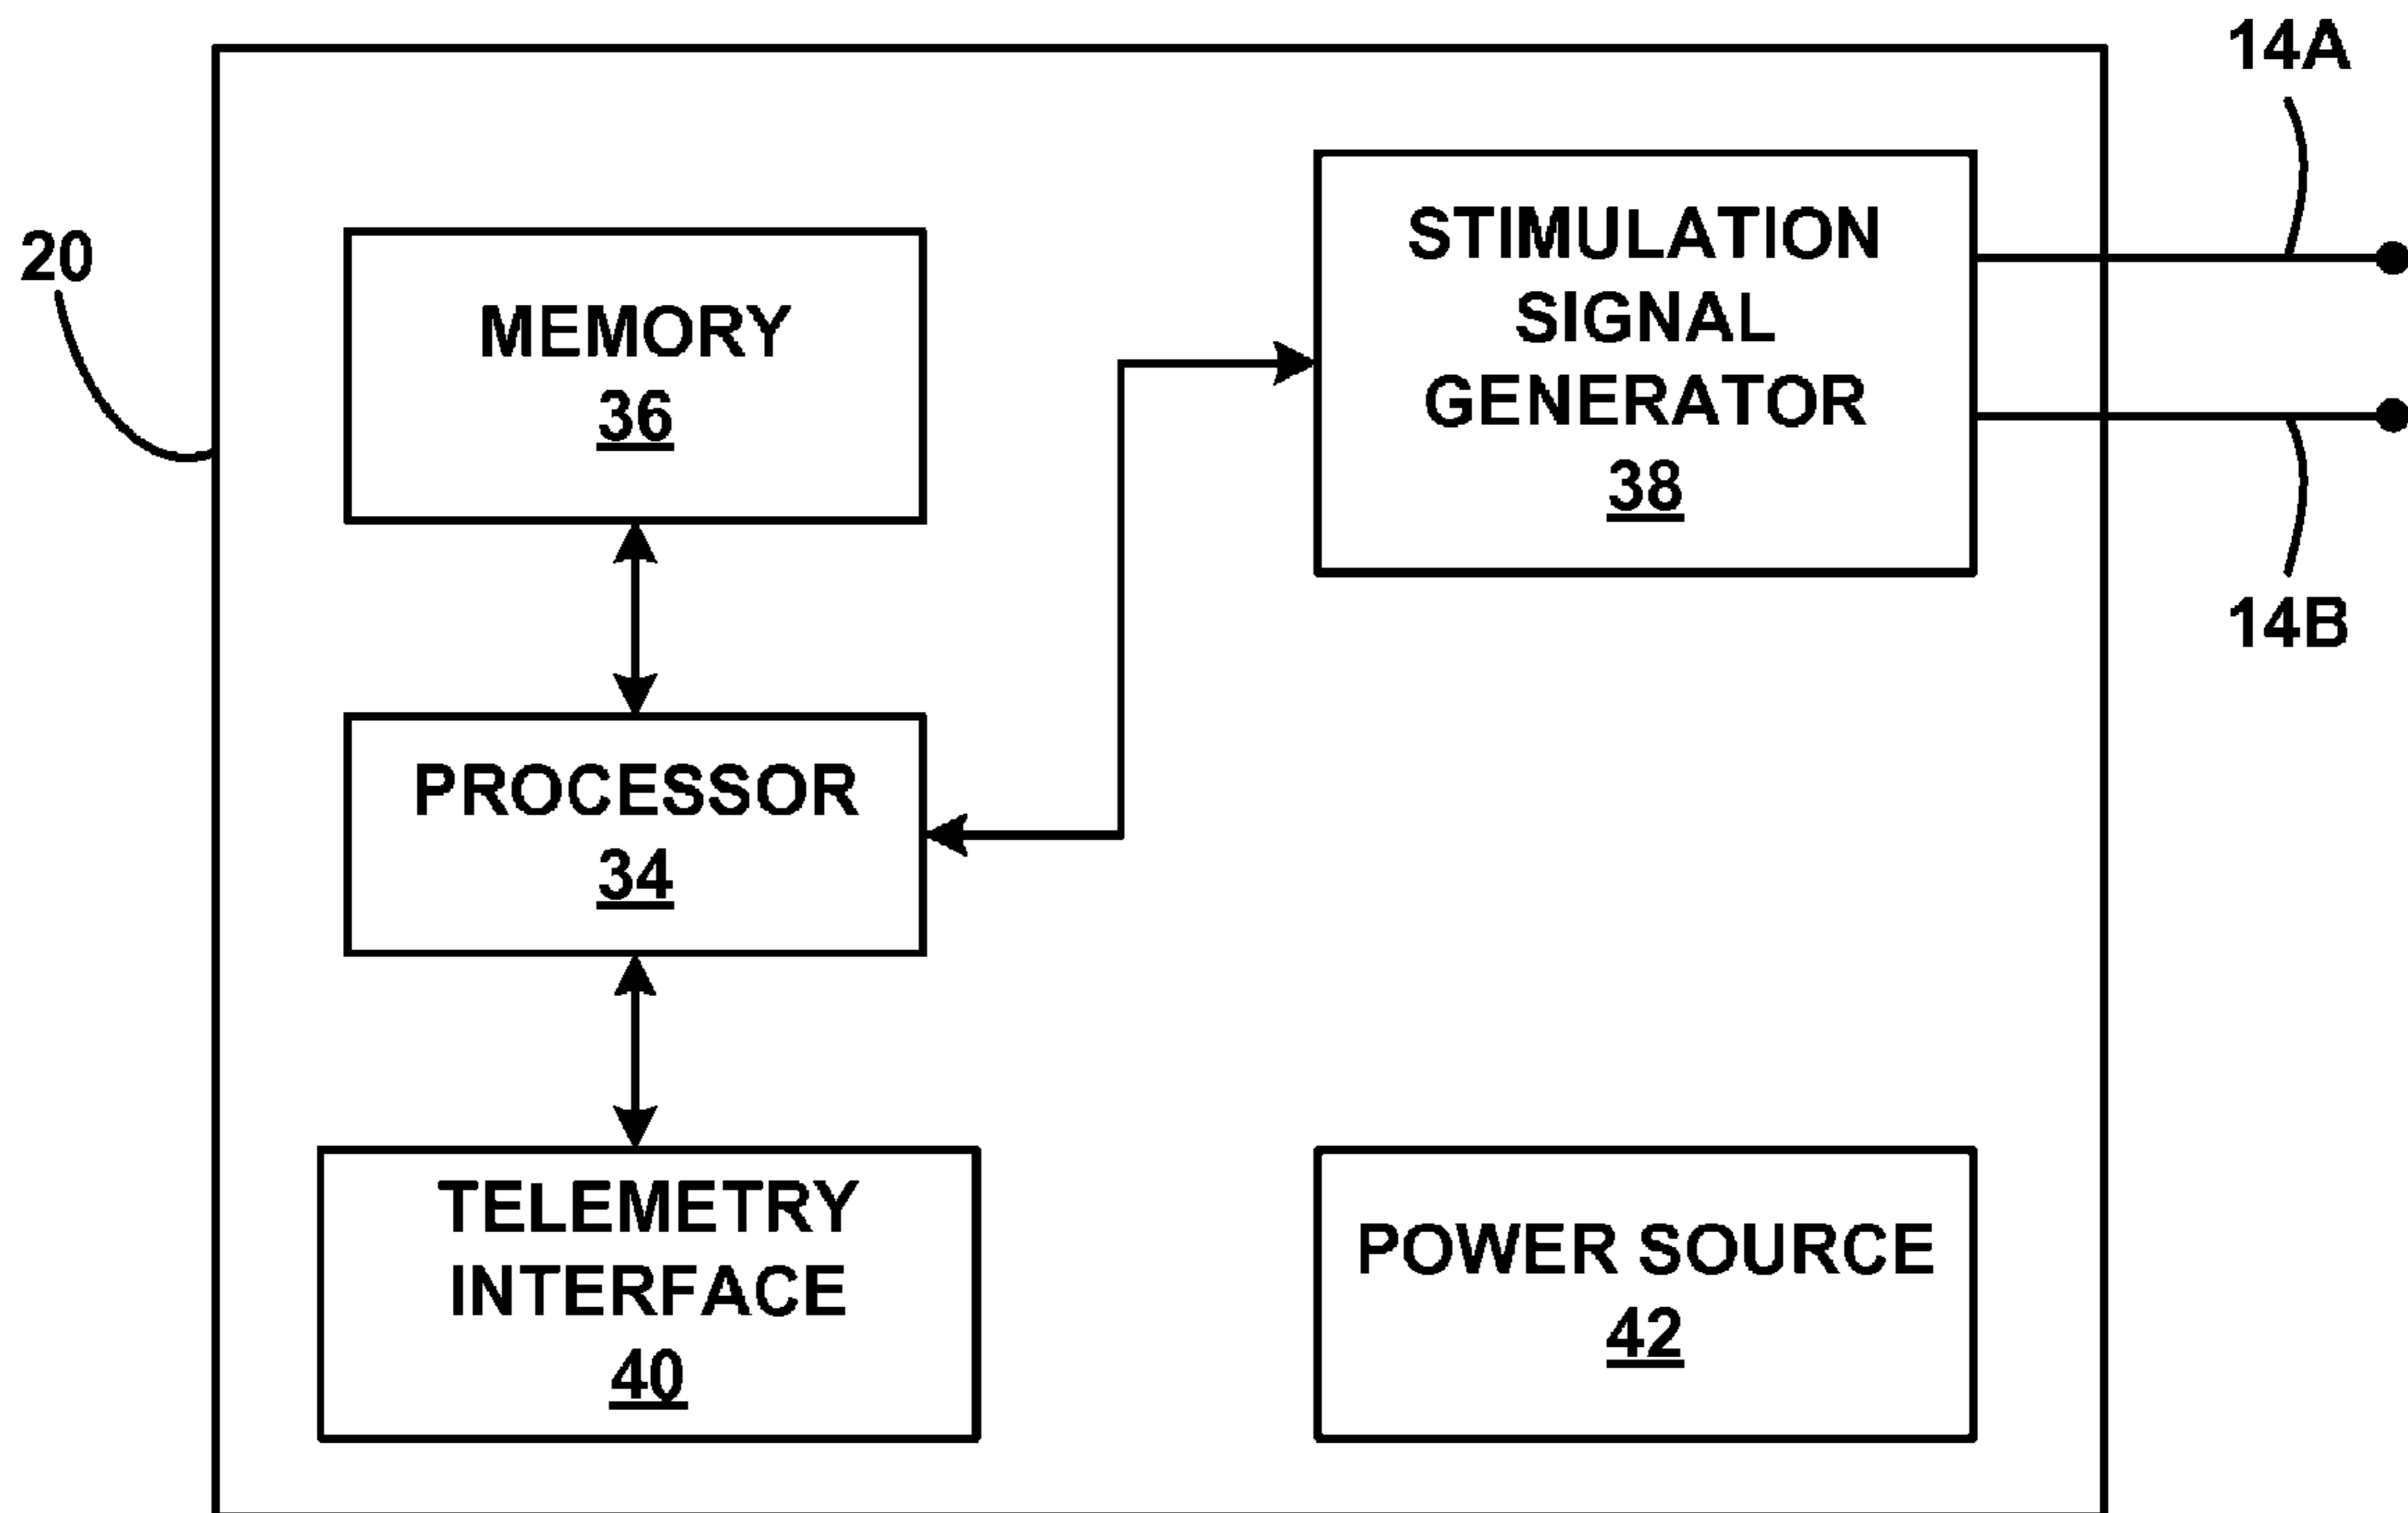 14A
20
MEMORY
36
STIMULATION
SIGNAL
GENERATOR
38
14B
PROCESSOR
34
TELEMETRY
INTERFACE
40
POWER SOURCE
42